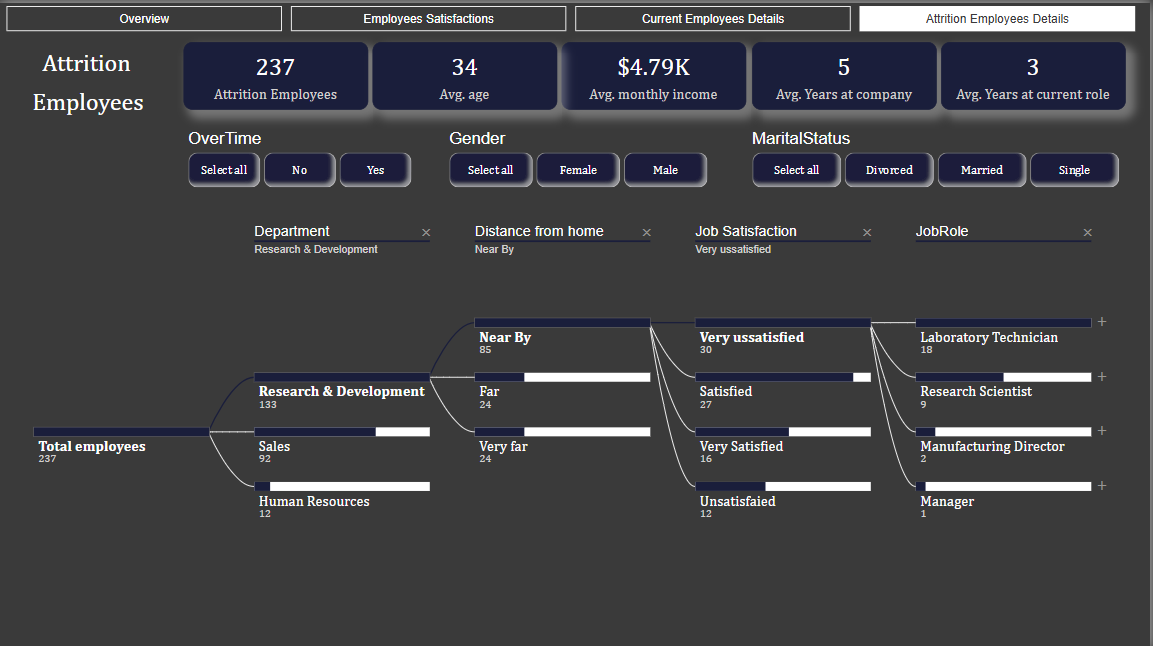 Overview
Employees Satisfactions
Current Employees Details
Attrition Employees Details
Attrition
Employees
237
Attrition Employees
34
Avg. age
$4.79K
Avg. monthly income
5
Avg. Years at company
3
Avg. Years at current role
OverTime
Select all
No
Yes
Gender
Select all
Female
Male
MaritalStatus
Select all
Divorced
Married
Single
Department
Research & Development
Distance from home
Near By
Job Satisfaction
Very ussatisfied
JobRole
Total employees
237
Research & Development
133
Sales
92
Human Resources
12
Near By
85
Far
24
Very far
24
Very ussatisfied
30
Satisfied
27
Very Satisfied
16
Unsatisfaied
12
Laboratory Technician
18
Research Scientist
9
Manufacturing Director
2
Manager
1